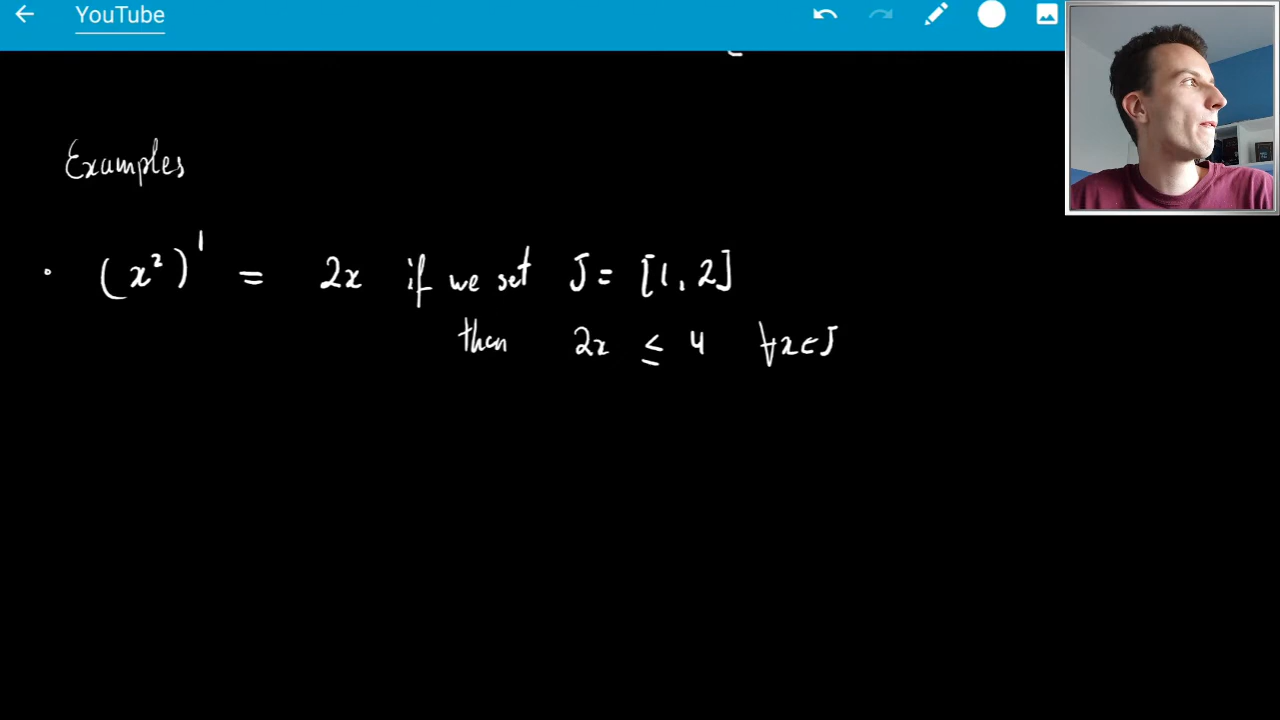 YouTube
Examples
· (x²)' = 2x if we set J = [1, 2]
then 2x ≤ 4 ∀x∈J